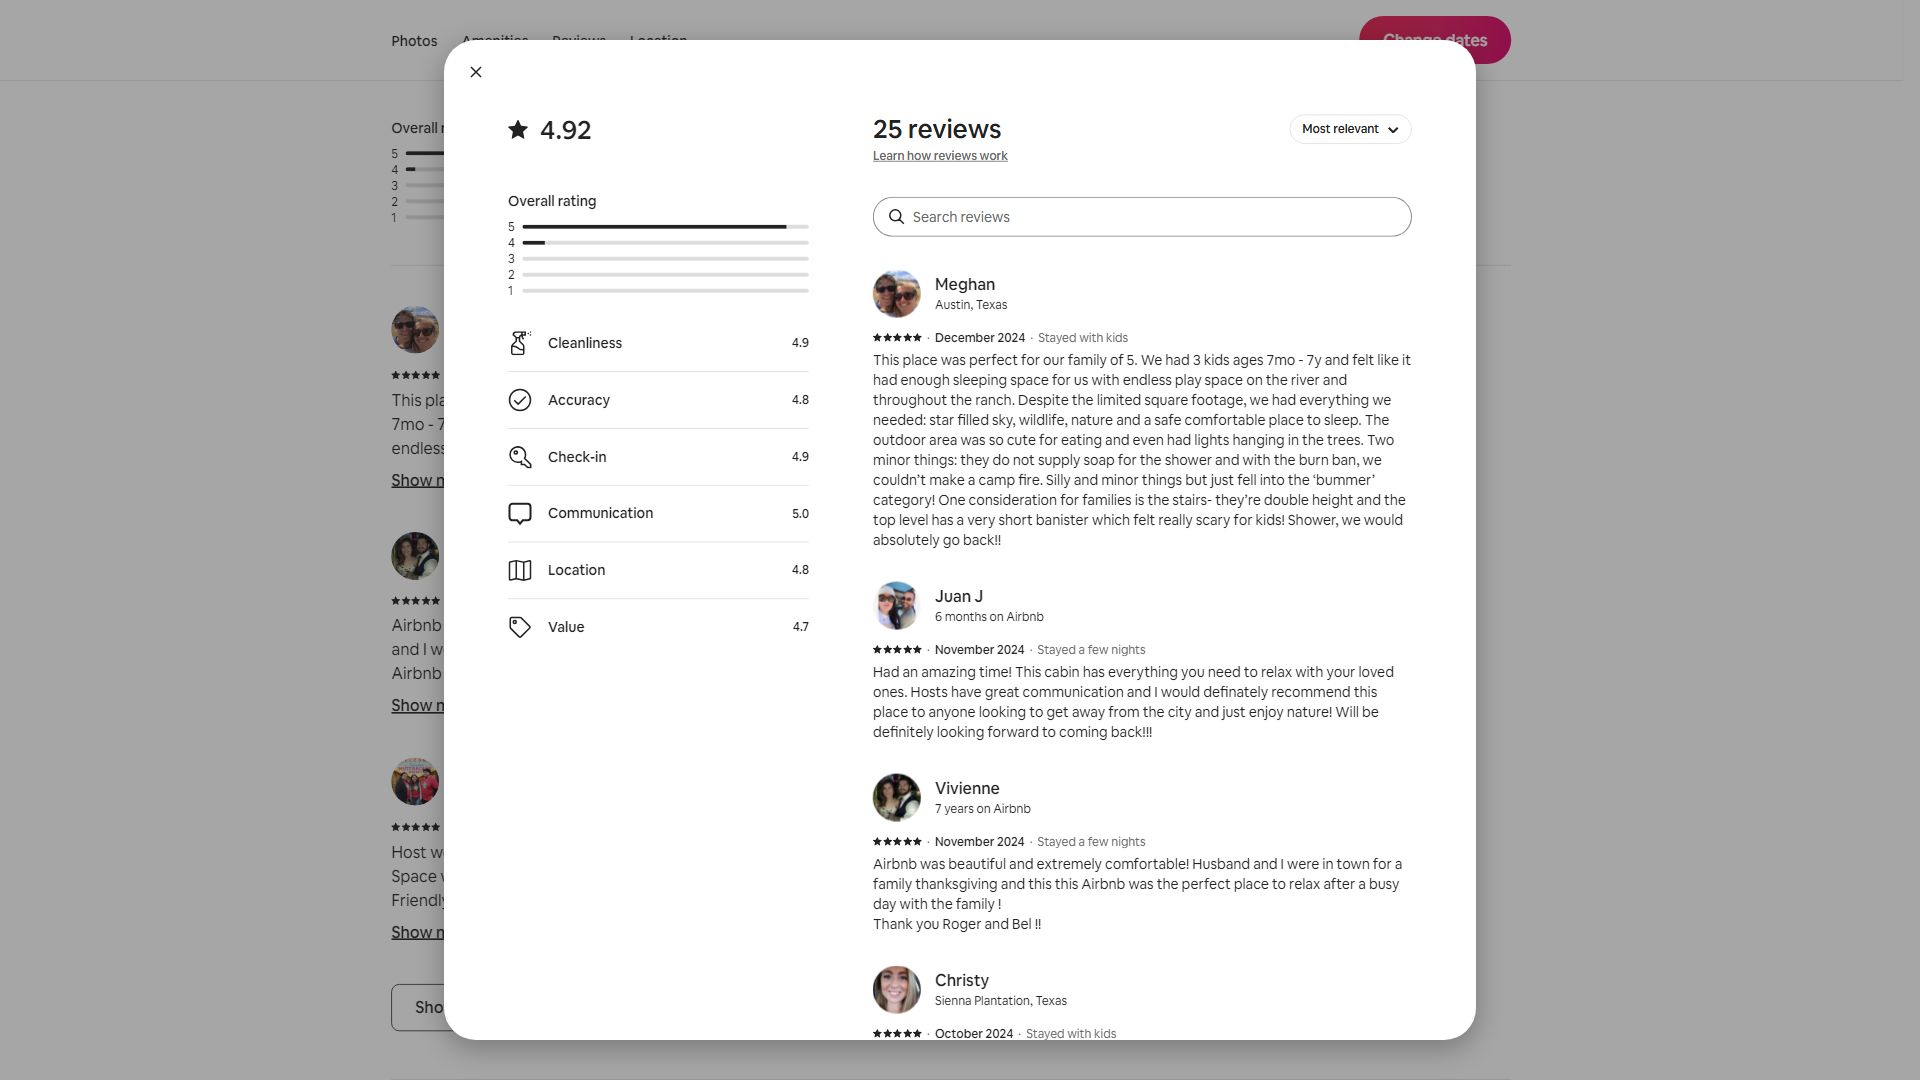 Photos Amenities Reviews Location
Change dates
Overall
5
4
3
2
1
This pla
7mo - 7
endless
Show m
Airbnb
and I w
Airbnb
Show m
Host w
Space w
Friendly
Show m
Sho
4.92
Overall rating
5
4
3
2
1
Cleanliness 4.9
Accuracy 4.8
Check-in 4.9
Communication 5.0
Location 4.8
Value 4.7
25 reviews
Most relevant
Learn how reviews work
Search reviews
Meghan
Austin, Texas
· December 2024 · Stayed with kids
This place was perfect for our family of 5. We had 3 kids ages 7mo - 7y and felt like it
had enough sleeping space for us with endless play space on the river and
throughout the ranch. Despite the limited square footage, we had everything we
needed: star filled sky, wildlife, nature and a safe comfortable place to sleep. The
outdoor area was so cute for eating and even had lights hanging in the trees. Two
minor things: they do not supply soap for the shower and with the burn ban, we
couldn’t make a camp fire. Silly and minor things but just fell into the ‘bummer’
category! One consideration for families is the stairs- they’re double height and the
top level has a very short banister which felt really scary for kids! Shower, we would
absolutely go back!!
Juan J
6 months on Airbnb
· November 2024 · Stayed a few nights
Had an amazing time! This cabin has everything you need to relax with your loved
ones. Hosts have great communication and I would definately recommend this
place to anyone looking to get away from the city and just enjoy nature! Will be
definitely looking forward to coming back!!!
Vivienne
7 years on Airbnb
· November 2024 · Stayed a few nights
Airbnb was beautiful and extremely comfortable! Husband and I were in town for a
family thanksgiving and this this Airbnb was the perfect place to relax after a busy
day with the family !
Thank you Roger and Bel !!
Christy
Sienna Plantation, Texas
· October 2024 · Stayed with kids